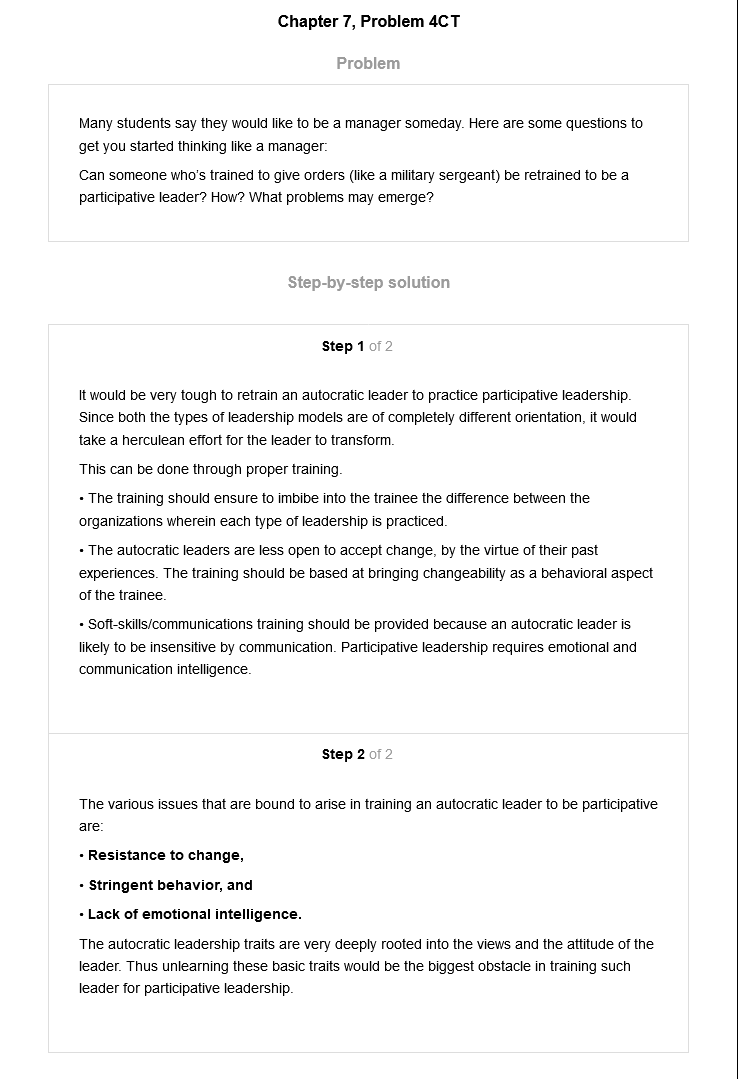 Chapter 7, Problem 4CT
Problem
Many students say they would like to be a manager someday. Here are some questions to
get you started thinking like a manager:
Can someone who's trained to give orders (like a military sergeant) be retrained to be a
participative leader? How? What problems may emerge?
Step-by-step solution
Step 1 of 2
It would be very tough to retrain an autocratic leader to practice participative leadership.
Since both the types of leadership models are of completely different orientation, it would
take a herculean effort for the leader to transform.
This can be done through proper training.
• The training should ensure to imbibe into the trainee the difference between the
organizations wherein each type of leadership is practiced.
• The autocratic leaders are less open to accept change, by the virtue of their past
experiences. The training should be based at bringing changeability as a behavioral aspect
of the trainee.
• Soft-skills/communications training should be provided because an autocratic leader is
likely to be insensitive by communication. Participative leadership requires emotional and
communication intelligence.
Step 2 of 2
The various issues that are bound to arise in training an autocratic leader to be participative
are:
• Resistance to change,
• Stringent behavior, and
• Lack of emotional intelligence.
The autocratic leadership traits are very deeply rooted into the views and the attitude of the
leader. Thus unlearning these basic traits would be the biggest obstacle in training such
leader for participative leadership.